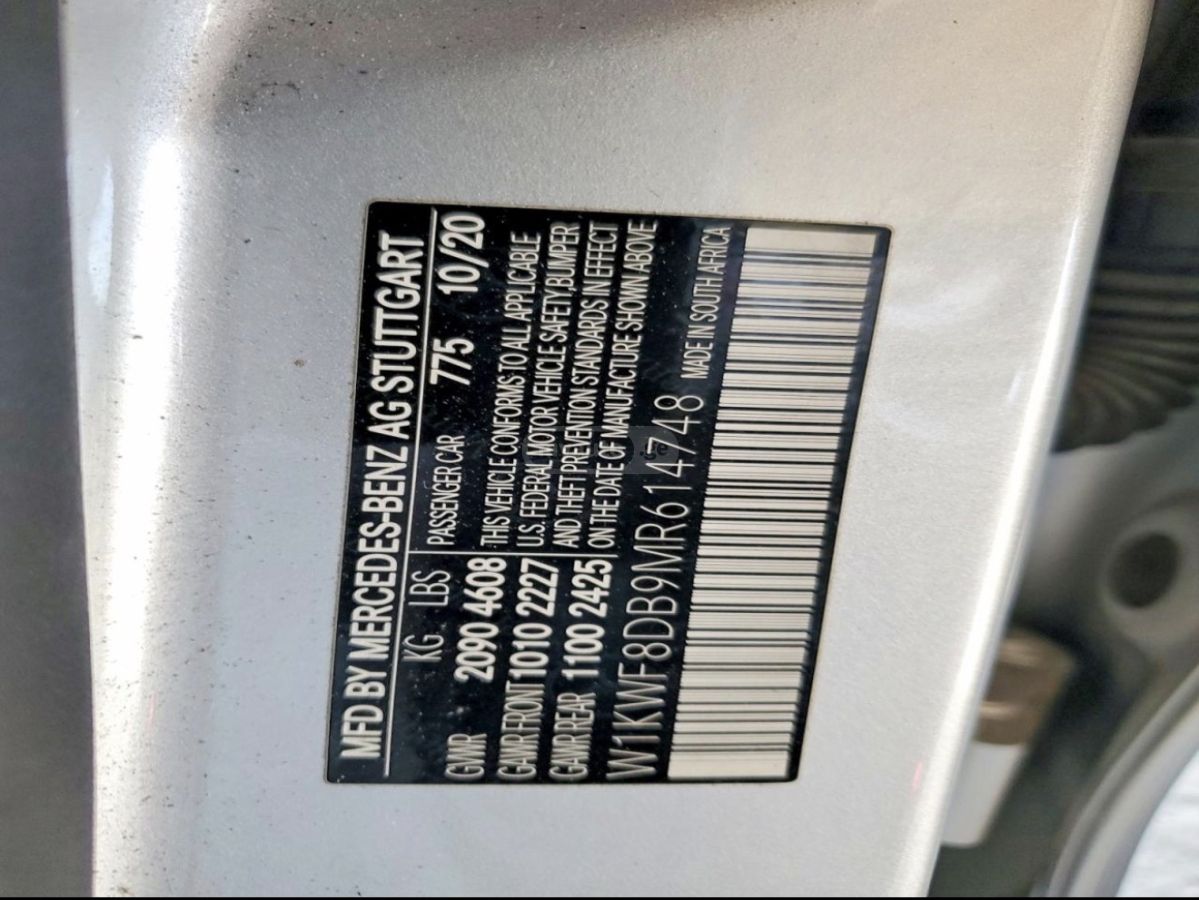 MFD BY MERCEDES-BENZ AG STUTTGART
KG LBS PASSENGER CAR 775 10/20
GVWR 2090 4608 THIS VEHICLE CONFORMS TO ALL APPLICABLE
GAWR FRONT 1010 2227 U.S. FEDERAL MOTOR VEHICLE SAFETY, BUMPER
AND THEFT PREVENTION STANDARDS IN EFFECT
GAWR REAR 1100 2425 ON THE DATE OF MANUFACTURE SHOWN ABOVE
W1KWF8DB9MR614748 MADE IN SOUTH AFRICA